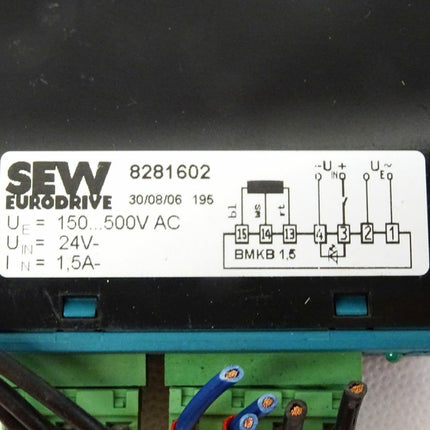 SEW
EURODRIVE
8281602
30/08/06 195
UE = 150...500V AC
UIN = 24V-
IN = 1,5A-
-U+ U~
IN E
bl ws rt
15 14 13 4 3 2 1
BMKB 1,5